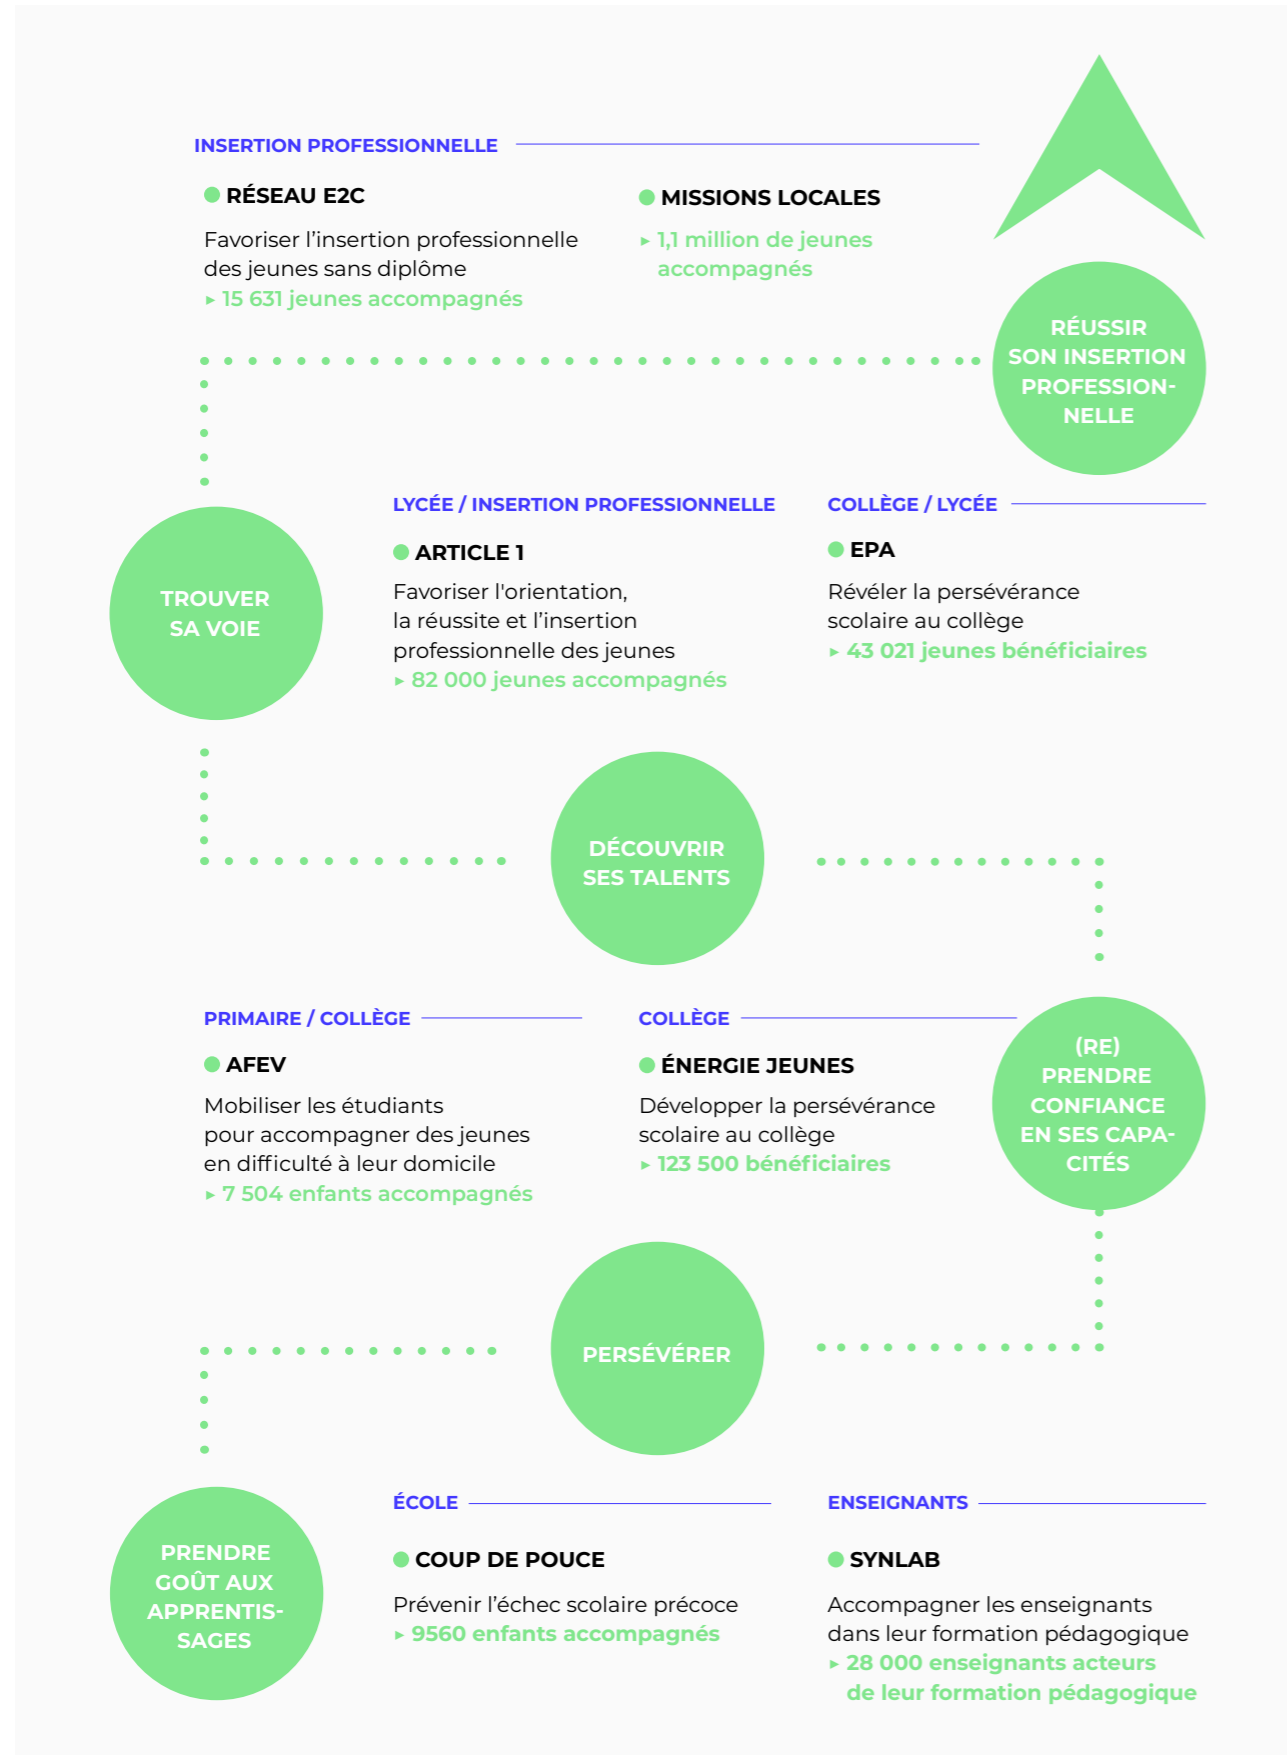 INSERTION PROFESSIONNELLE
RÉSEAU E2C
Favoriser l’insertion professionnelle
des jeunes sans diplôme
▸ 15 631 jeunes accompagnés
MISSIONS LOCALES
▸ 1,1 million de jeunes
accompagnés
RÉUSSIR
SON INSERTION
PROFESSION-
NELLE
TROUVER
SA VOIE
LYCÉE / INSERTION PROFESSIONNELLE
ARTICLE 1
Favoriser l'orientation,
la réussite et l’insertion
professionnelle des jeunes
▸ 82 000 jeunes accompagnés
COLLÈGE / LYCÉE
EPA
Révéler la persévérance
scolaire au collège
▸ 43 021 jeunes bénéficiaires
DÉCOUVRIR
SES TALENTS
PRIMAIRE / COLLÈGE
AFEV
Mobiliser les étudiants
pour accompagner des jeunes
en difficulté à leur domicile
▸ 7 504 enfants accompagnés
COLLÈGE
ÉNERGIE JEUNES
Développer la persévérance
scolaire au collège
▸ 123 500 bénéficiaires
(RE)
PRENDRE
CONFIANCE
EN SES CAPA-
CITÉS
PERSÉVÉRER
PRENDRE
GOÛT AUX
APPRENTIS-
SAGES
ÉCOLE
COUP DE POUCE
Prévenir l’échec scolaire précoce
▸ 9560 enfants accompagnés
ENSEIGNANTS
SYNLAB
Accompagner les enseignants
dans leur formation pédagogique
▸ 28 000 enseignants acteurs
de leur formation pédagogique